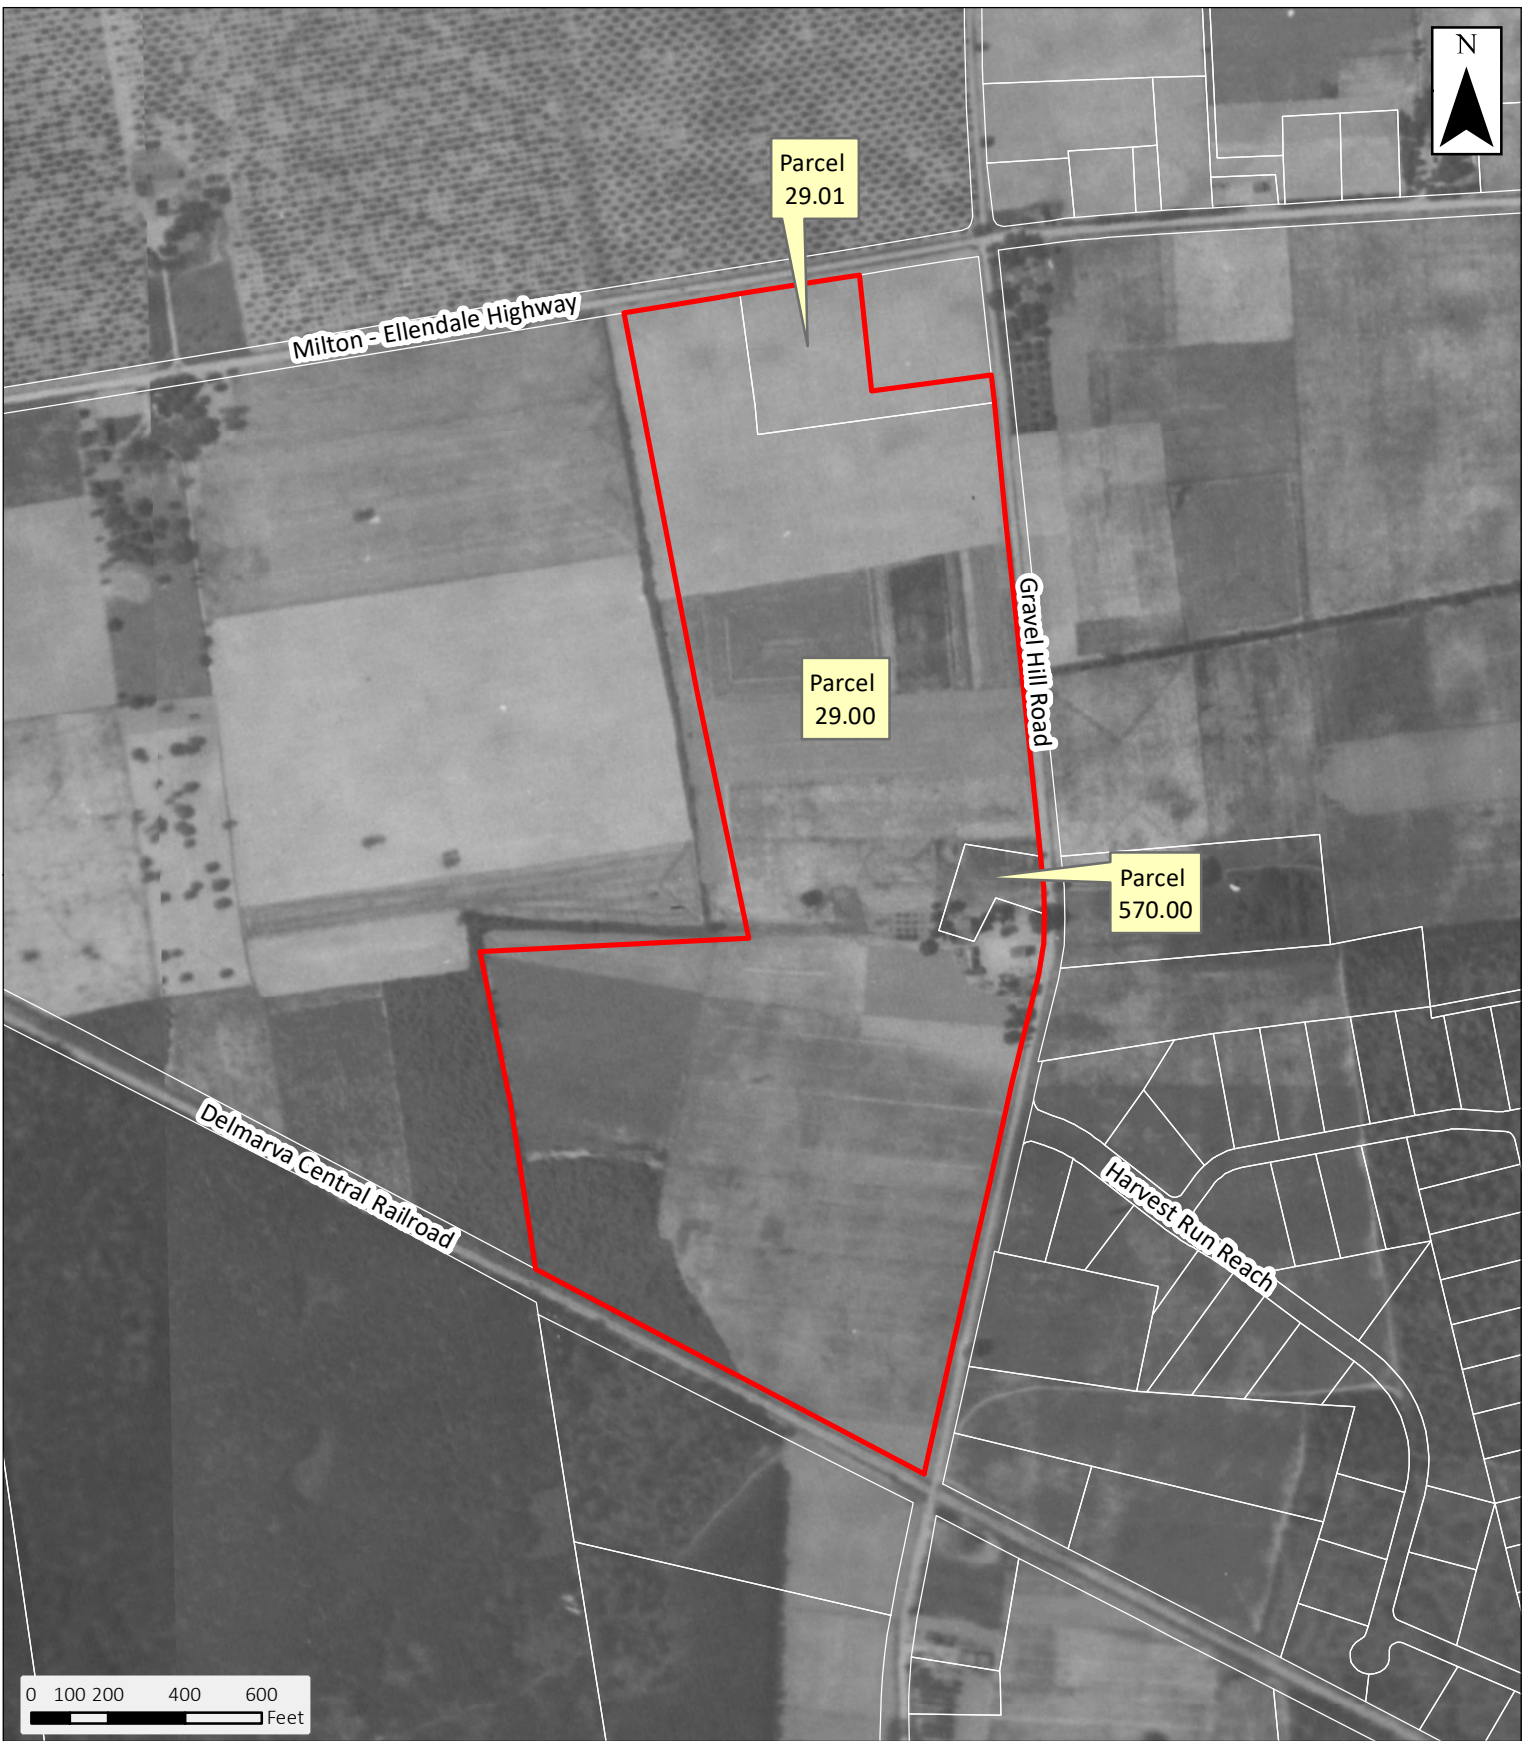 N
Parcel
29.01
Milton - Ellendale Highway
Gravel Hill Road
Parcel
29.00
Parcel
570.00
Delmarva Central Railroad
Harvest Run Reach
0 100 200 400 600
Feet